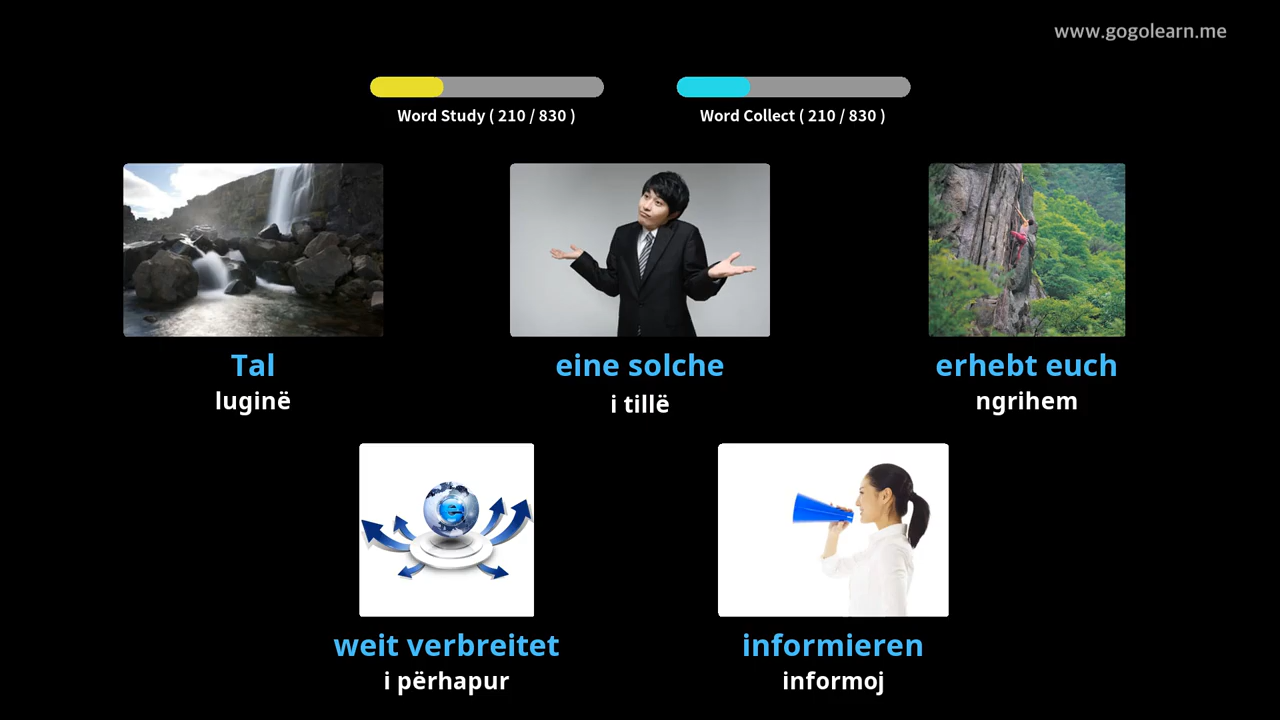 www.gogolearn.me
Word Study ( 210 / 830 )
Word Collect ( 210 / 830 )
Tal
luginë
eine solche
i tillë
erhebt euch
ngrihem
e
weit verbreitet
i përhapur
informieren
informoj